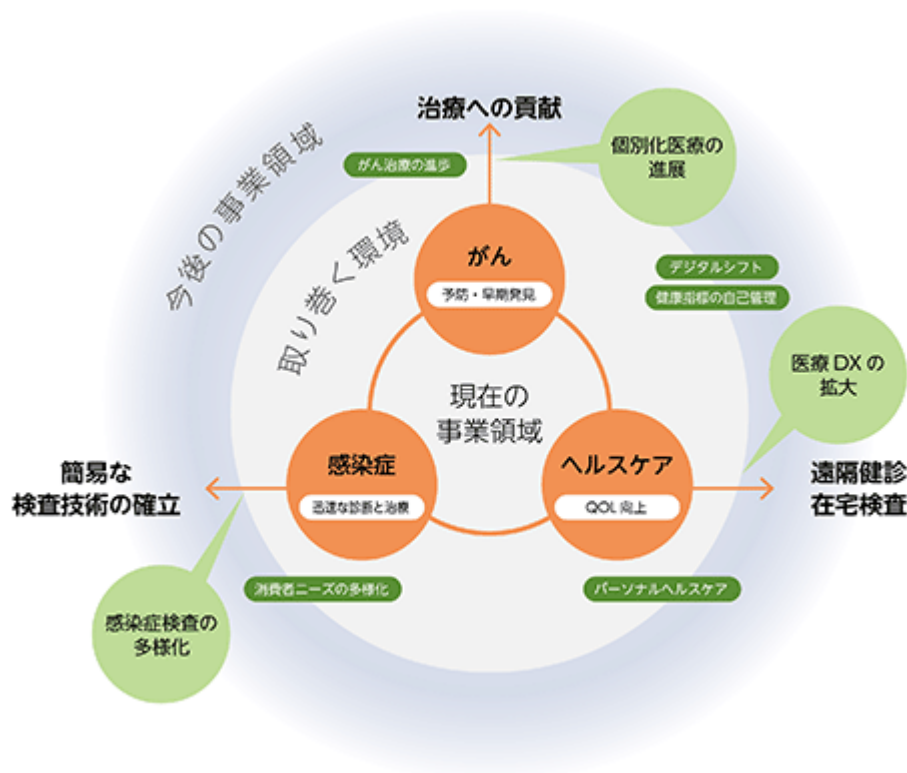 治療への貢献
がん治療の進歩
個別化医療の
進展
今後の事業領域
取り巻く環境
がん
予防・早期発見
デジタルシフト
健康指標の自己管理
医療DXの
拡大
現在の
事業領域
簡易な
検査技術の確立
感染症
迅速な診断と治療
ヘルスケア
QOL向上
遠隔健診
在宅検査
消費者ニーズの多様化
パーソナルヘルスケア
感染症検査の
多様化